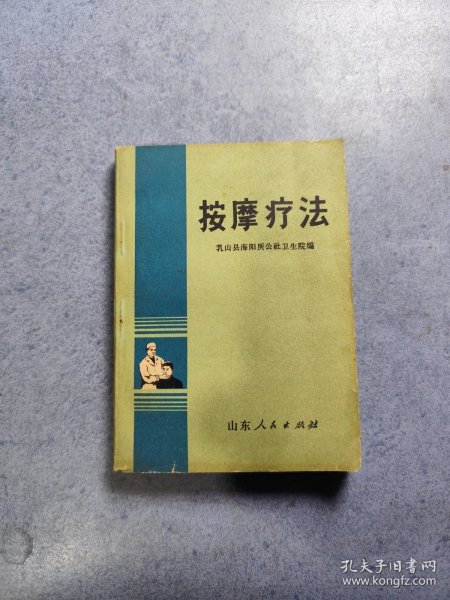 按摩疗法
乳山县海阳所公社卫生院编
山东人民出版社
孔夫子旧书网
www.kongfz.com